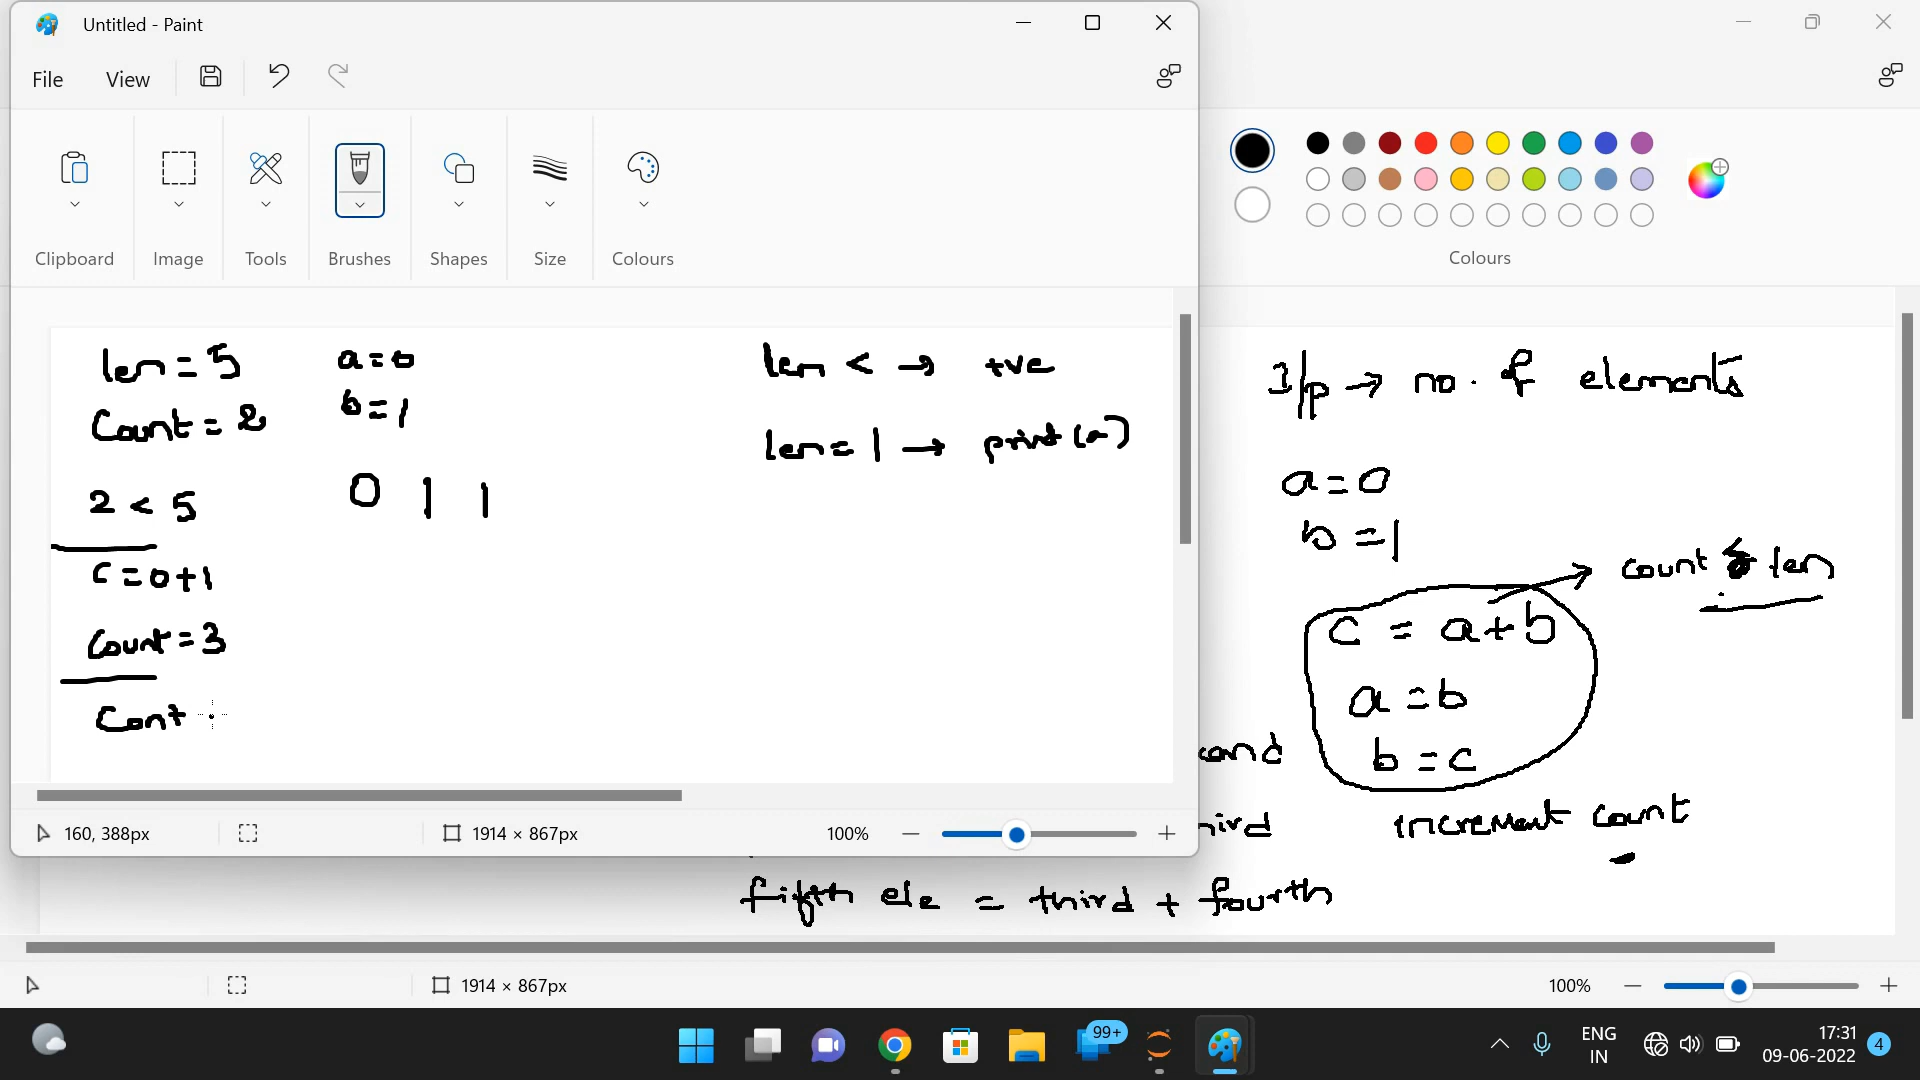 Untitled - Paint
File View
Clipboard Image Tools Brushes Shapes Size Colours
Colours
len = 5
Count = 2
2 < 5
c = 0+1
Count = 3
Cont
a = 0
b = 1
0 1 1
len < → +ve
len = 1 → print(a)
160, 388px 1914 × 867px 100%
I/p → no. of elements
a = 0
b = 1
c = a+b
a = b
b = c
count len
increment count
cond
hird
fifth ele = third + fourth
1914 × 867px 100%
99+
ENG
IN
17:31
09-06-2022
4